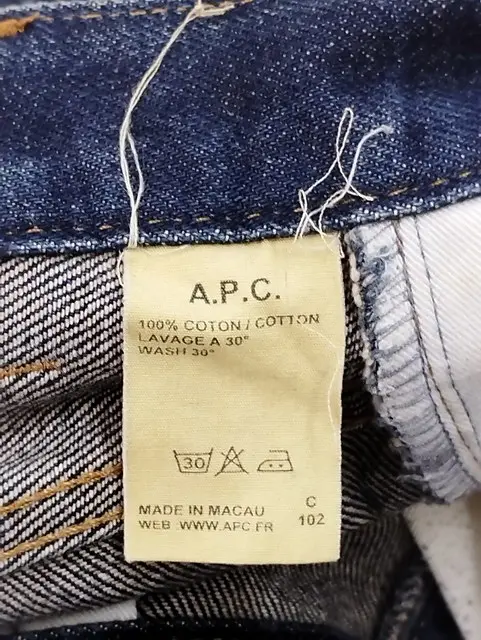 A.P.C.
100% COTON / COTTON
LAVAGE A 30°
WASH 30°
30
MADE IN MACAU
WEB WWW.APC.FR
C
102